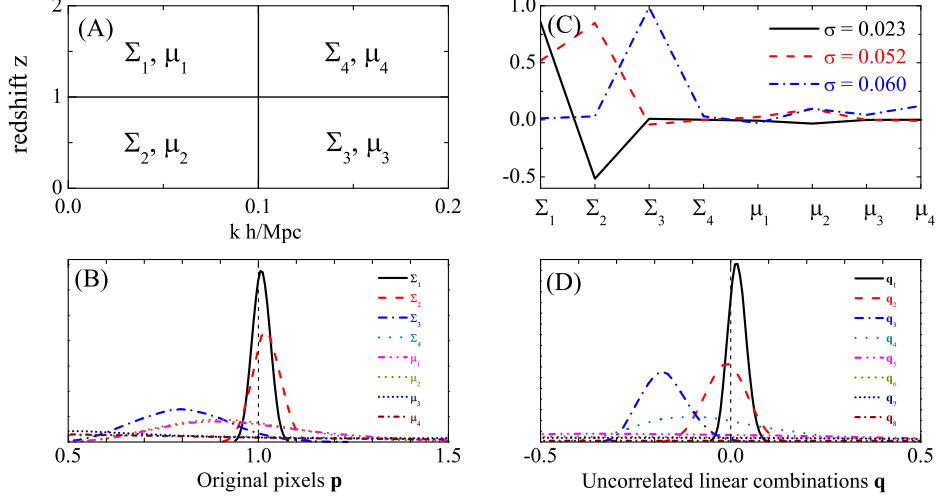 (A)
redshift z
2
1
0
Σ₁, μ₁
Σ₄, μ₄
Σ₂, μ₂
Σ₃, μ₃
0.0 0.1 0.2
k h/Mpc
(C)
1.0
0.5
0.0
-0.5
σ = 0.023
σ = 0.052
σ = 0.060
Σ₁ Σ₂ Σ₃ Σ₄ μ₁ μ₂ μ₃ μ₄
(B)
Σ₁
Σ₂
Σ₃
Σ₄
μ₁
μ₂
μ₃
μ₄
0.5 1.0 1.5
Original pixels p
(D)
q₁
q₂
q₃
q₄
q₅
q₆
q₇
q₈
-0.5 0.0 0.5
Uncorrelated linear combinations q